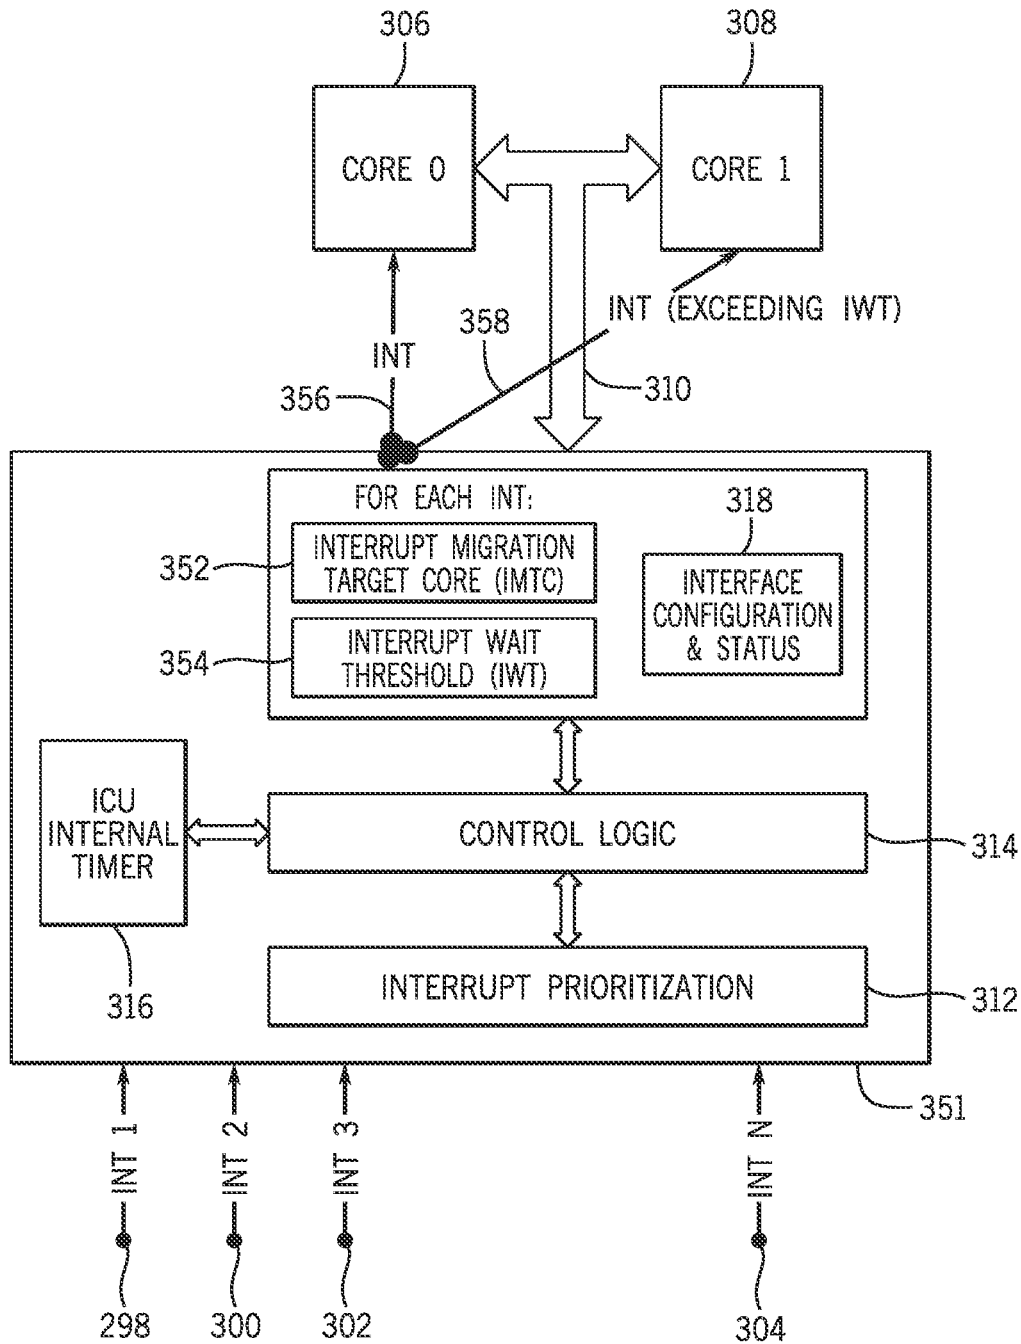 306
308
CORE 0
CORE 1
INT (EXCEEDING IWT)
358
INT
356
310
FOR EACH INT:
318
352
INTERRUPT MIGRATION
TARGET CORE (IMTC)
INTERFACE
CONFIGURATION
& STATUS
354
INTERRUPT WAIT
THRESHOLD (IWT)
ICU
INTERNAL
TIMER
CONTROL LOGIC
314
316
INTERRUPT PRIORITIZATION
312
351
INT 1
INT 2
INT 3
INT N
298
300
302
304